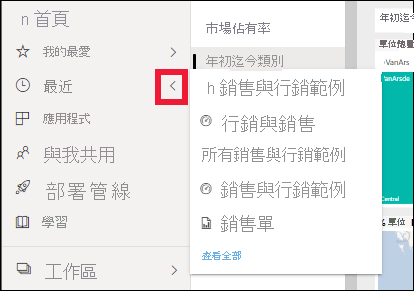 n 首頁
我的最愛
最近
應用程式
與我共用
部署管線
學習
工作區
市場佔有率
年初迄今類別
h 銷售與行銷範例
行銷與銷售
所有銷售與行銷範例
銷售與行銷範例
銷售單
查看全部
年初迄
單位捲
VanArs
VanArsde
Central
% 單位